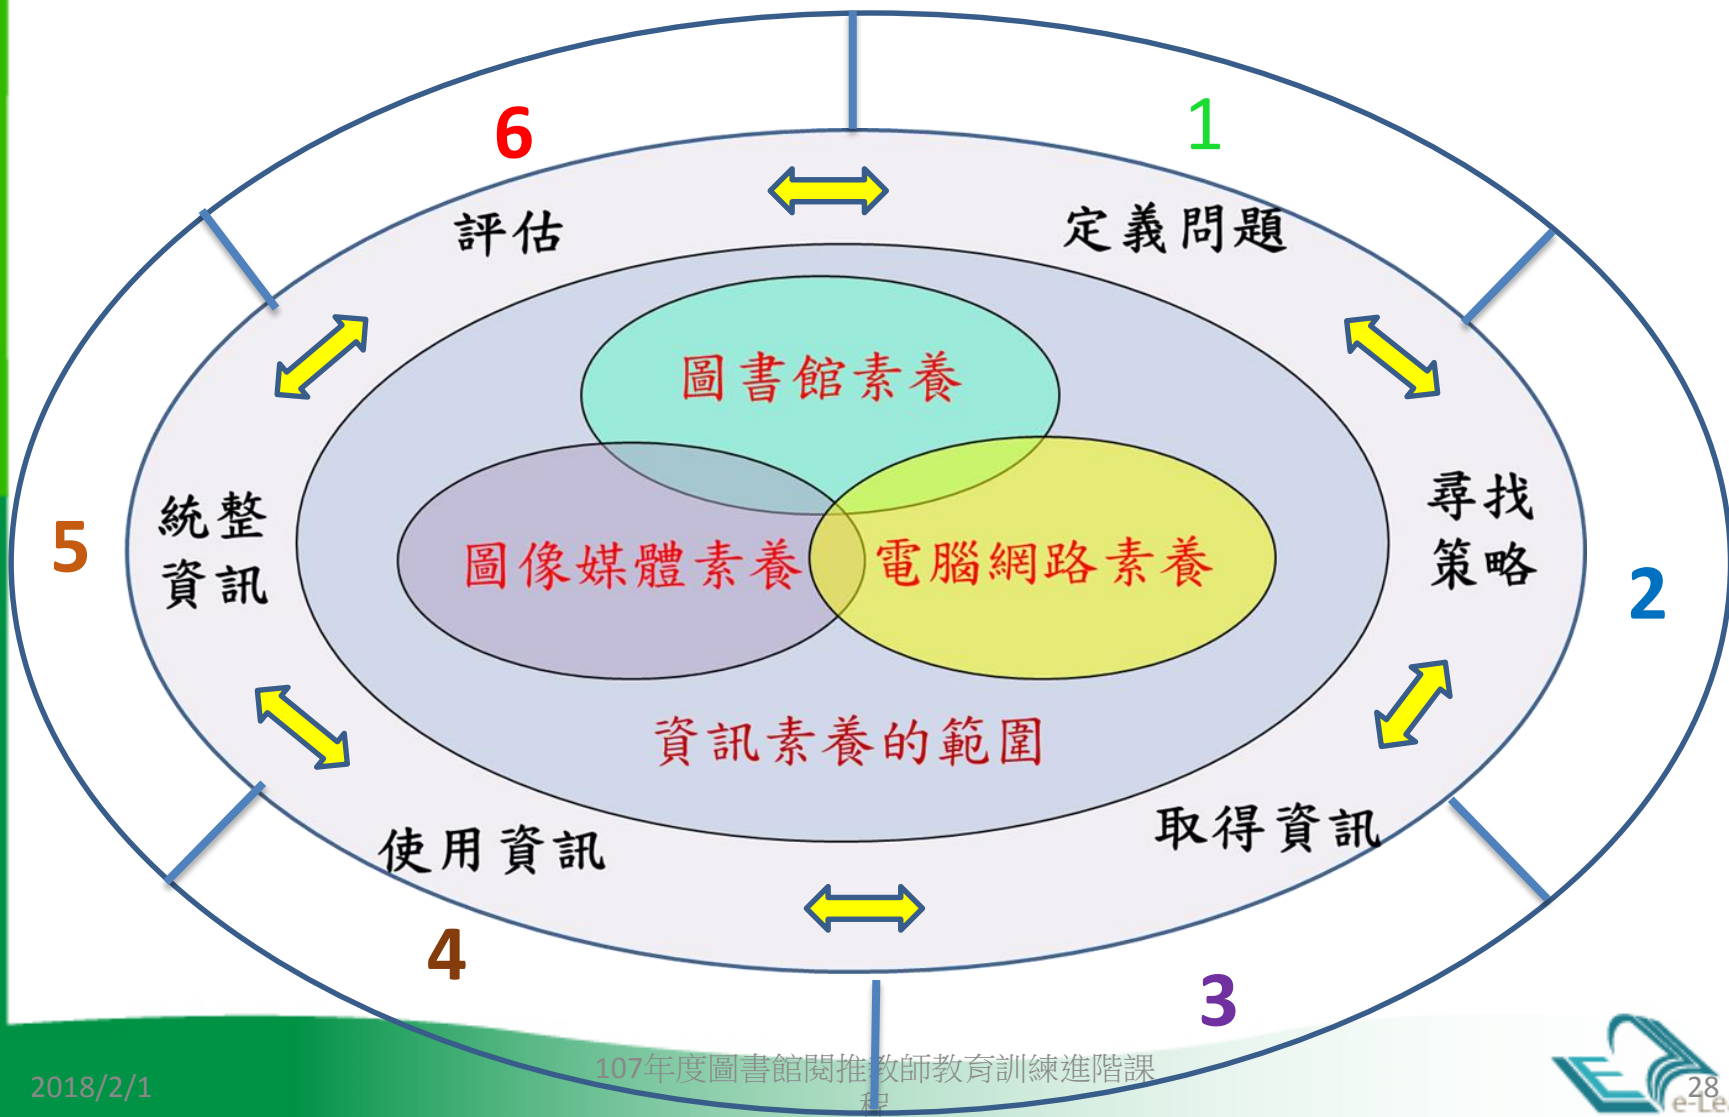 6
1
評估
定義問題
圖書館素養
統整
資訊
尋找
策略
5
圖像媒體素養
電腦網路素養
2
資訊素養的範圍
使用資訊
取得資訊
4
3
107年度圖書館閱推教師教育訓練進階課
程
2018/2/1
28
e-Le